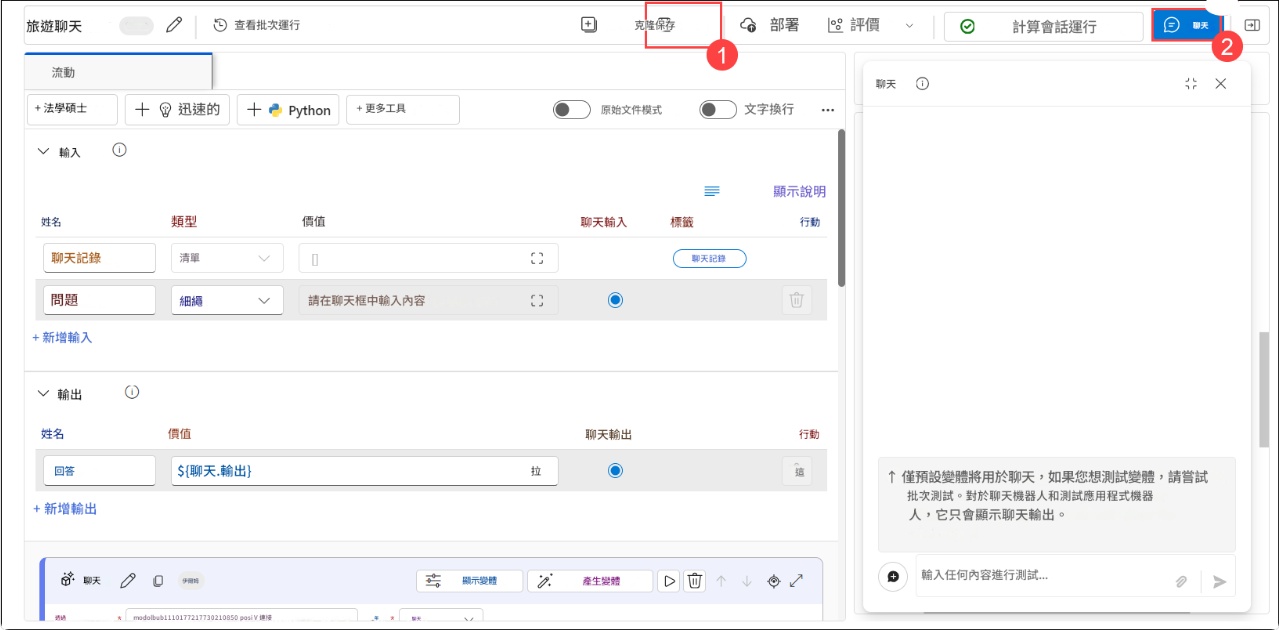 旅遊聊天
查看批次運行
克隆保存
部署
評價
計算會話運行
聊天
1
2
流動
+ 法學碩士
+ 迅速的
+ Python
+ 更多工具
原始文件模式
文字換行
...
輸入
顯示說明
姓名 類型 價值 聊天輸入 標籤 行動
聊天記錄 清單 [] 聊天記錄
問題 細繩 請在聊天框中輸入內容
+ 新增輸入
輸出
姓名 價值 聊天輸出 行動
回答 ${聊天.輸出} 拉
+ 新增輸出
聊天
顯示變體
產生變體
聊天
↑ 僅預設變體將用於聊天，如果您想測試變體，請嘗試
批次測試。對於聊天機器人和測試應用程式機器
人，它只會顯示聊天輸出。
輸入任何內容進行測試...